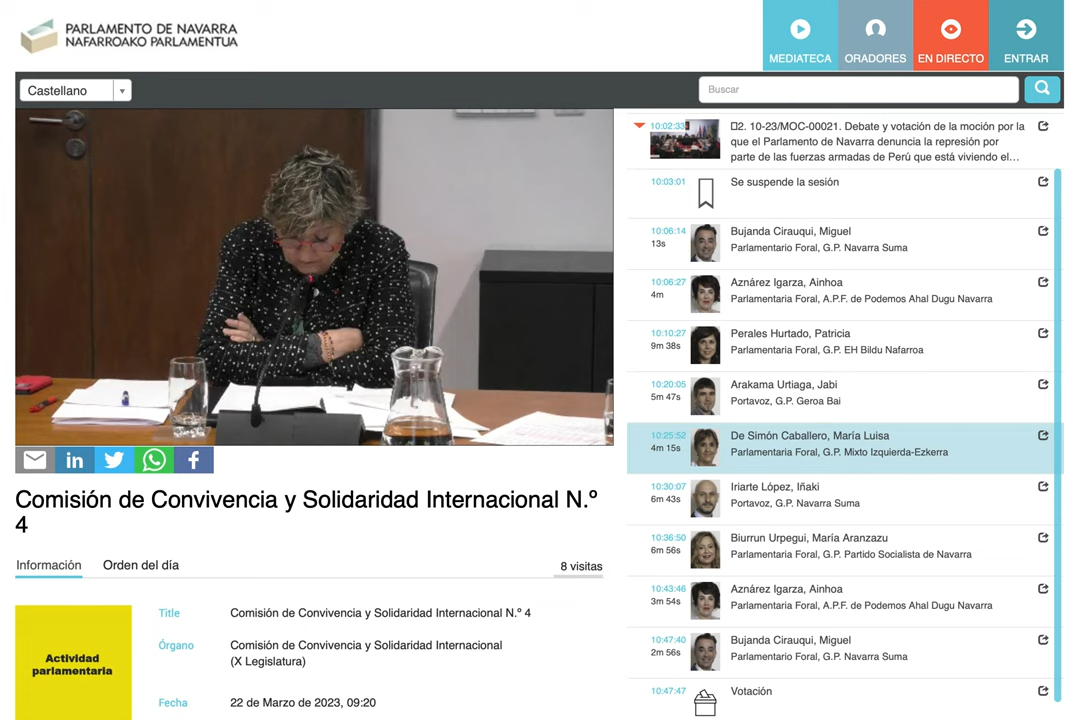 PARLAMENTO DE NAVARRA
NAFARROAKO PARLAMENTUA
MEDIATECA
ORADORES
EN DIRECTO
ENTRAR
Castellano
Buscar
10:02:33
2. 10-23/MOC-00021. Debate y votación de la moción por la
que el Parlamento de Navarra denuncia la represión por
parte de las fuerzas armadas de Perú que está viviendo el...
10:03:01
Se suspende la sesión
10:06:14
13s
Bujanda Cirauqui, Miguel
Parlamentario Foral, G.P. Navarra Suma
10:06:27
4m
Aznárez Igarza, Ainhoa
Parlamentaria Foral, A.P.F. de Podemos Ahal Dugu Navarra
10:10:27
9m 38s
Perales Hurtado, Patricia
Parlamentaria Foral, G.P. EH Bildu Nafarroa
10:20:05
5m 47s
Arakama Urtiaga, Jabi
Portavoz, G.P. Geroa Bai
10:25:52
4m 15s
De Simón Caballero, María Luisa
Parlamentaria Foral, G.P. Mixto Izquierda-Ezkerra
10:30:07
6m 43s
Iriarte López, Iñaki
Portavoz, G.P. Navarra Suma
10:36:50
6m 56s
Biurrun Urpegui, María Aranzazu
Parlamentaria Foral, G.P. Partido Socialista de Navarra
10:43:46
3m 54s
Aznárez Igarza, Ainhoa
Parlamentaria Foral, A.P.F. de Podemos Ahal Dugu Navarra
10:47:40
2m 56s
Bujanda Cirauqui, Miguel
Parlamentario Foral, G.P. Navarra Suma
10:47:47
Votación
in
f
Comisión de Convivencia y Solidaridad Internacional N.º
4
Información
Orden del día
8 visitas
Actividad
parlamentaria
Title
Comisión de Convivencia y Solidaridad Internacional N.º 4
Órgano
Comisión de Convivencia y Solidaridad Internacional
(X Legislatura)
Fecha
22 de Marzo de 2023, 09:20